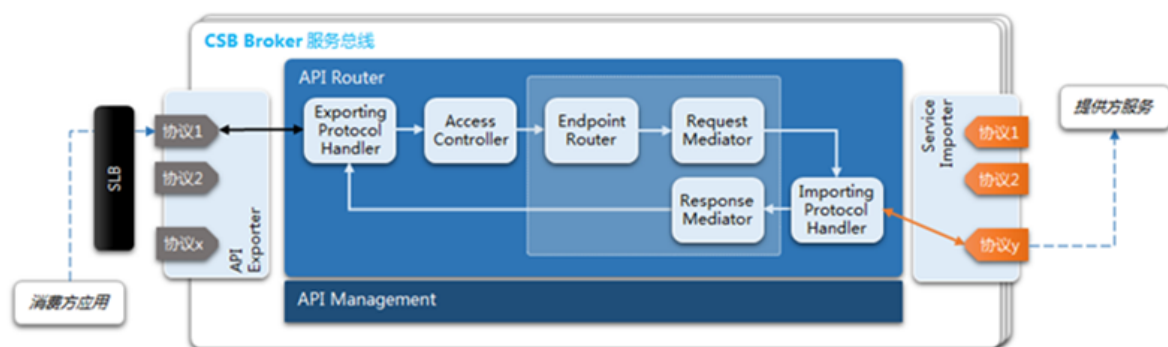 CSB Broker 服务总线
API Router
Exporting
Protocol
Handler
Access
Controller
Endpoint
Router
Request
Mediator
Response
Mediator
Importing
Protocol
Handler
API Management
SLB
协议1
协议2
协议x
API
Exporter
消费方应用
Service
Importer
协议1
协议2
协议y
提供方服务